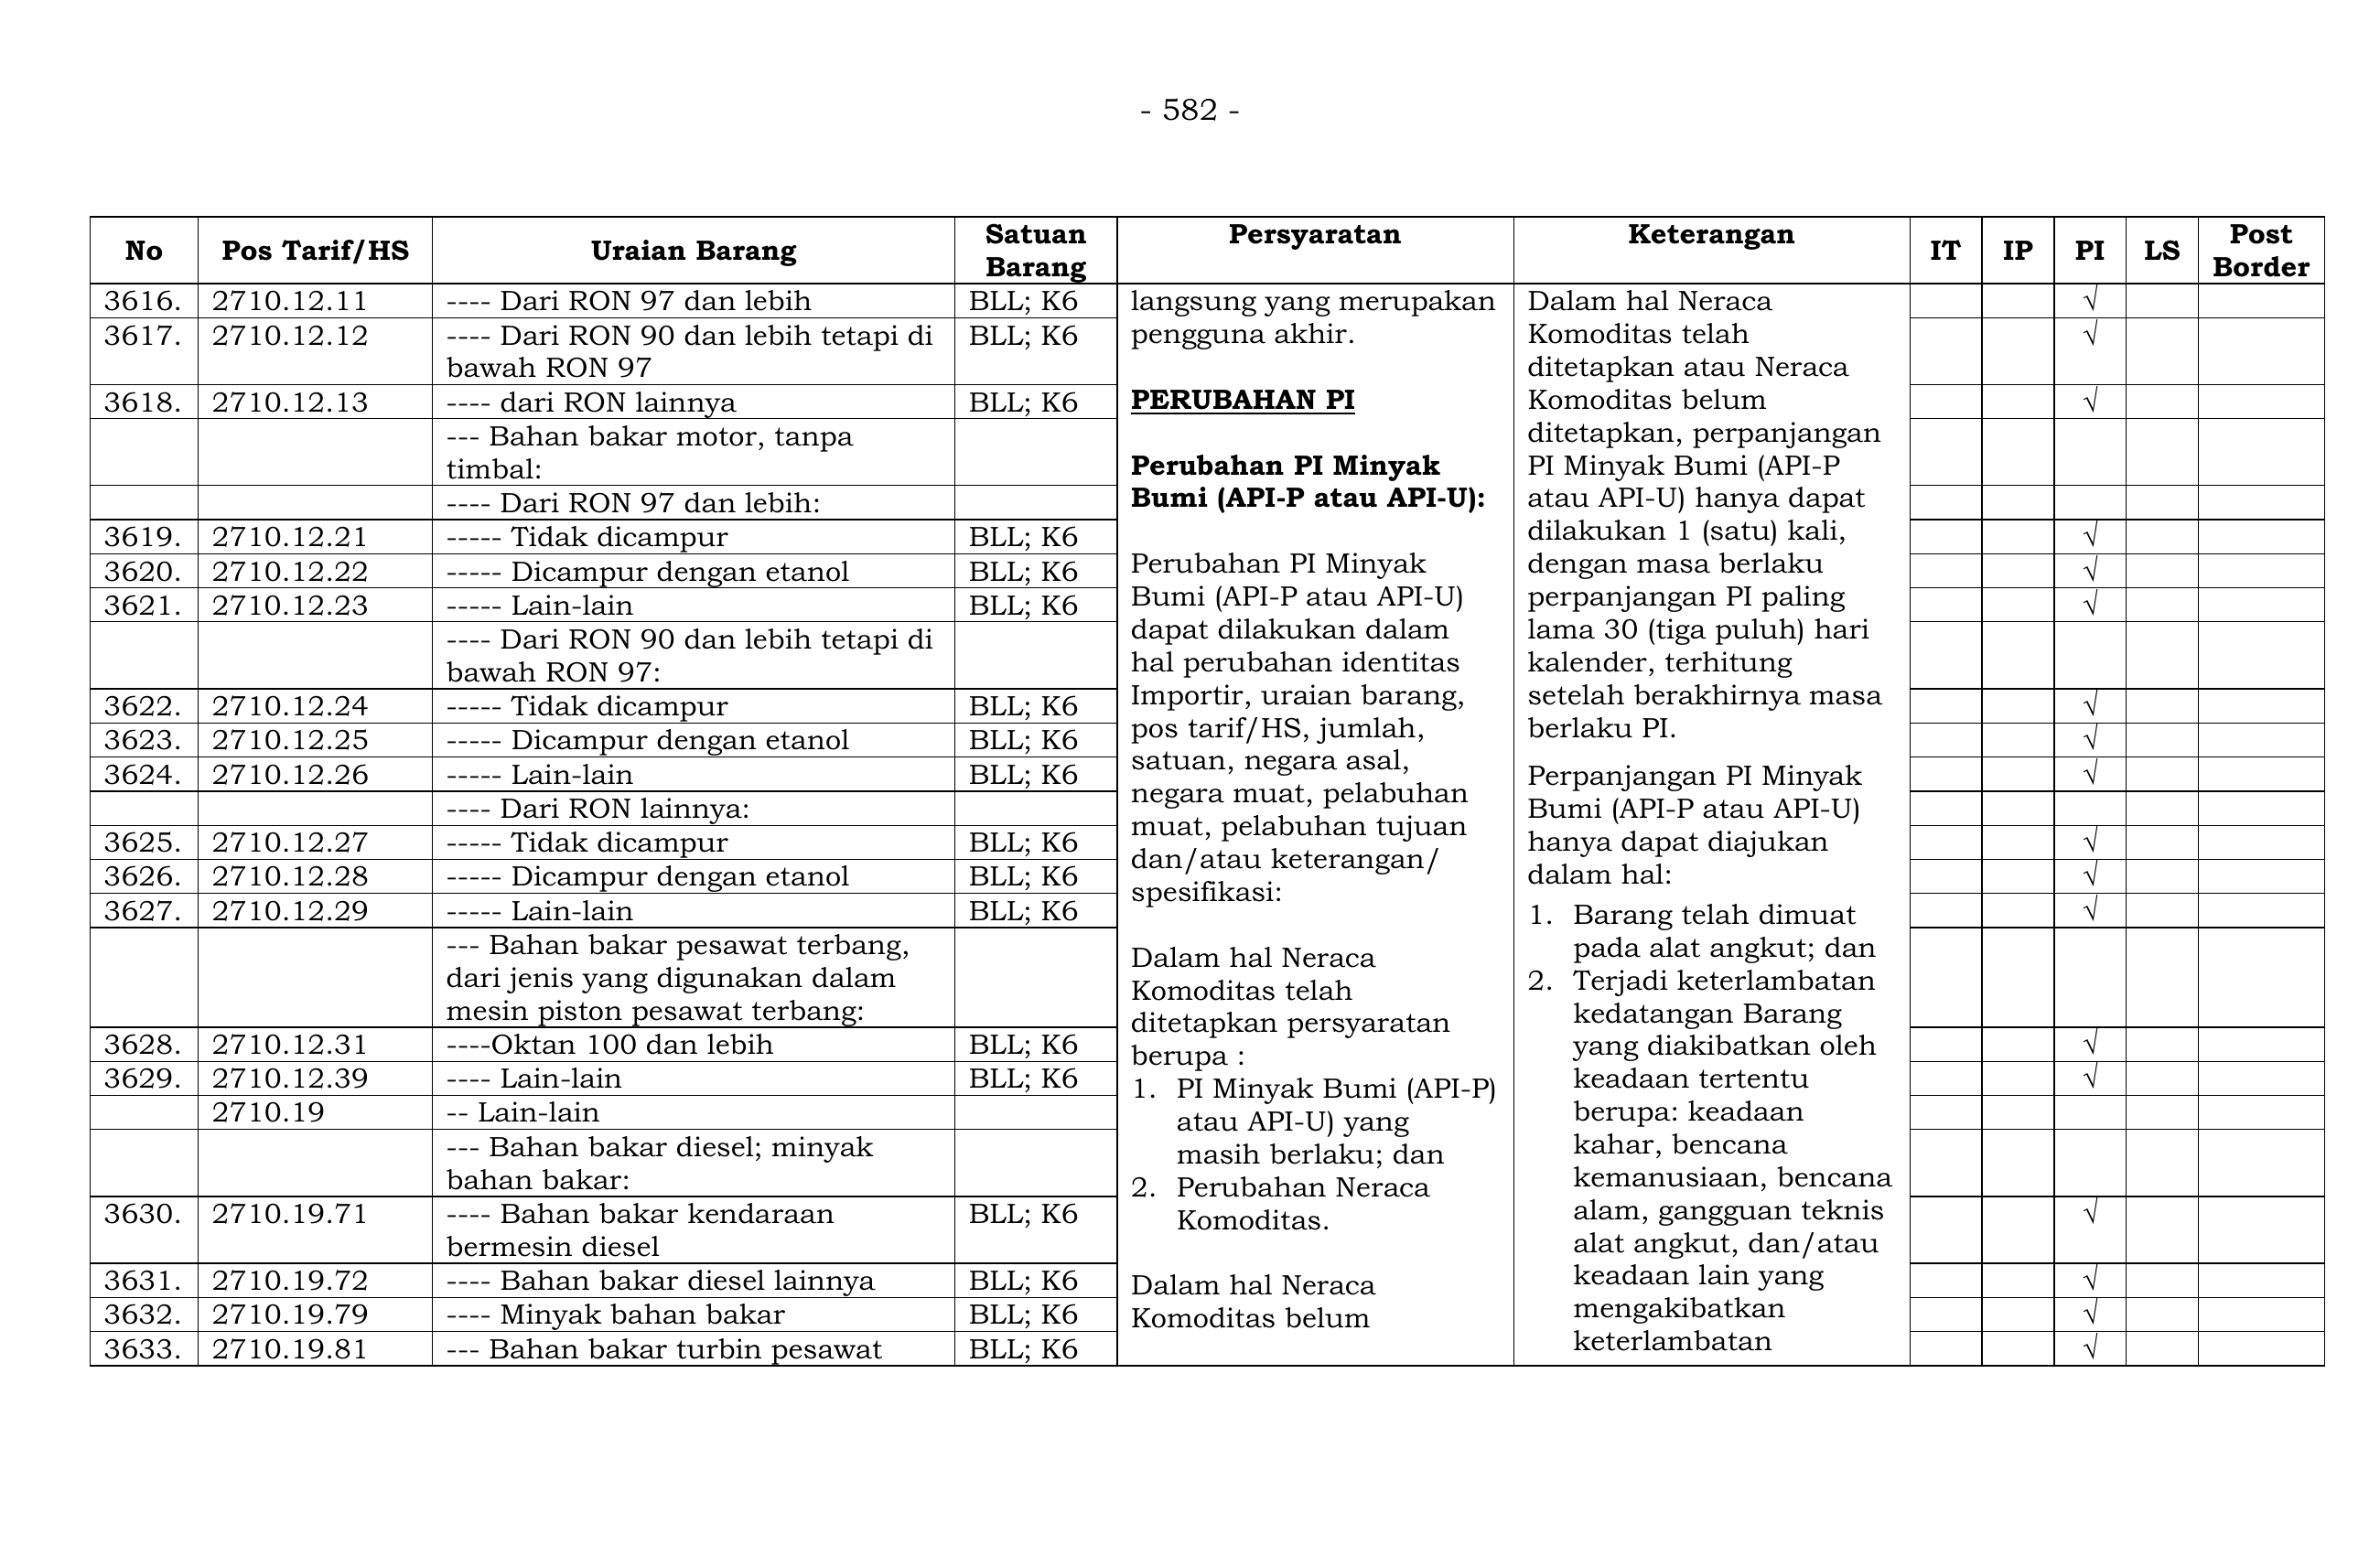 - 582 -
No Pos Tarif/HS Uraian Barang Satuan Barang Persyaratan Keterangan IT IP PI LS Post Border
3616. 2710.12.11 ---- Dari RON 97 dan lebih BLL; K6 √
3617. 2710.12.12 ---- Dari RON 90 dan lebih tetapi di
bawah RON 97 BLL; K6 √
3618. 2710.12.13 ---- dari RON lainnya BLL; K6 √
--- Bahan bakar motor, tanpa
timbal:
---- Dari RON 97 dan lebih:
3619. 2710.12.21 ----- Tidak dicampur BLL; K6 √
3620. 2710.12.22 ----- Dicampur dengan etanol BLL; K6 √
3621. 2710.12.23 ----- Lain-lain BLL; K6 √
---- Dari RON 90 dan lebih tetapi di
bawah RON 97:
3622. 2710.12.24 ----- Tidak dicampur BLL; K6 √
3623. 2710.12.25 ----- Dicampur dengan etanol BLL; K6 √
3624. 2710.12.26 ----- Lain-lain BLL; K6 √
---- Dari RON lainnya:
3625. 2710.12.27 ----- Tidak dicampur BLL; K6 √
3626. 2710.12.28 ----- Dicampur dengan etanol BLL; K6 √
3627. 2710.12.29 ----- Lain-lain BLL; K6 √
--- Bahan bakar pesawat terbang,
dari jenis yang digunakan dalam
mesin piston pesawat terbang:
3628. 2710.12.31 ----Oktan 100 dan lebih BLL; K6 √
3629. 2710.12.39 ---- Lain-lain BLL; K6 √
2710.19 -- Lain-lain
--- Bahan bakar diesel; minyak
bahan bakar:
3630. 2710.19.71 ---- Bahan bakar kendaraan
bermesin diesel BLL; K6 √
3631. 2710.19.72 ---- Bahan bakar diesel lainnya BLL; K6 √
3632. 2710.19.79 ---- Minyak bahan bakar BLL; K6 √
3633. 2710.19.81 --- Bahan bakar turbin pesawat BLL; K6 √
langsung yang merupakan
pengguna akhir.
PERUBAHAN PI
Perubahan PI Minyak
Bumi (API-P atau API-U):
Perubahan PI Minyak
Bumi (API-P atau API-U)
dapat dilakukan dalam
hal perubahan identitas
Importir, uraian barang,
pos tarif/HS, jumlah,
satuan, negara asal,
negara muat, pelabuhan
muat, pelabuhan tujuan
dan/atau keterangan/
spesifikasi:
Dalam hal Neraca
Komoditas telah
ditetapkan persyaratan
berupa :
1. PI Minyak Bumi (API-P)
atau API-U) yang
masih berlaku; dan
2. Perubahan Neraca
Komoditas.
Dalam hal Neraca
Komoditas belum
Dalam hal Neraca
Komoditas telah
ditetapkan atau Neraca
Komoditas belum
ditetapkan, perpanjangan
PI Minyak Bumi (API-P
atau API-U) hanya dapat
dilakukan 1 (satu) kali,
dengan masa berlaku
perpanjangan PI paling
lama 30 (tiga puluh) hari
kalender, terhitung
setelah berakhirnya masa
berlaku PI.
Perpanjangan PI Minyak
Bumi (API-P atau API-U)
hanya dapat diajukan
dalam hal:
1. Barang telah dimuat
pada alat angkut; dan
2. Terjadi keterlambatan
kedatangan Barang
yang diakibatkan oleh
keadaan tertentu
berupa: keadaan
kahar, bencana
kemanusiaan, bencana
alam, gangguan teknis
alat angkut, dan/atau
keadaan lain yang
mengakibatkan
keterlambatan